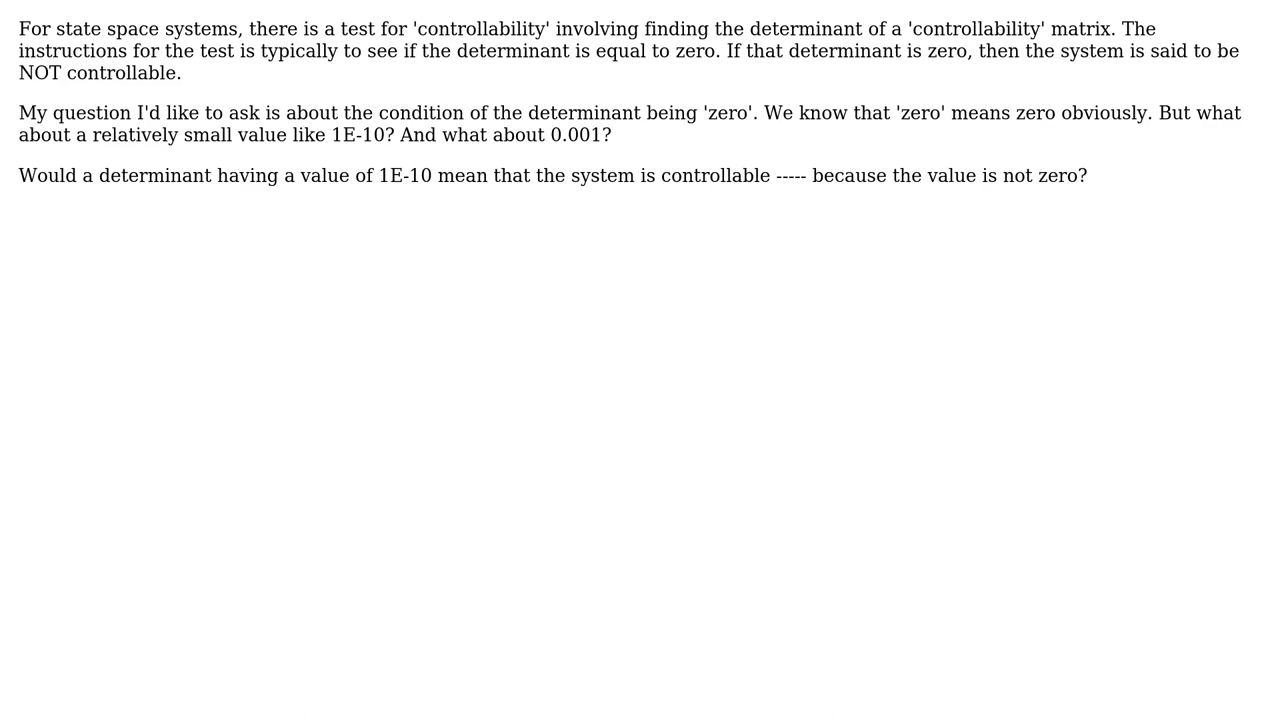 For state space systems, there is a test for 'controllability' involving finding the determinant of a 'controllability' matrix. The
instructions for the test is typically to see if the determinant is equal to zero. If that determinant is zero, then the system is said to be
NOT controllable.
My question I'd like to ask is about the condition of the determinant being 'zero'. We know that 'zero' means zero obviously. But what
about a relatively small value like 1E-10? And what about 0.001?
Would a determinant having a value of 1E-10 mean that the system is controllable ----- because the value is not zero?